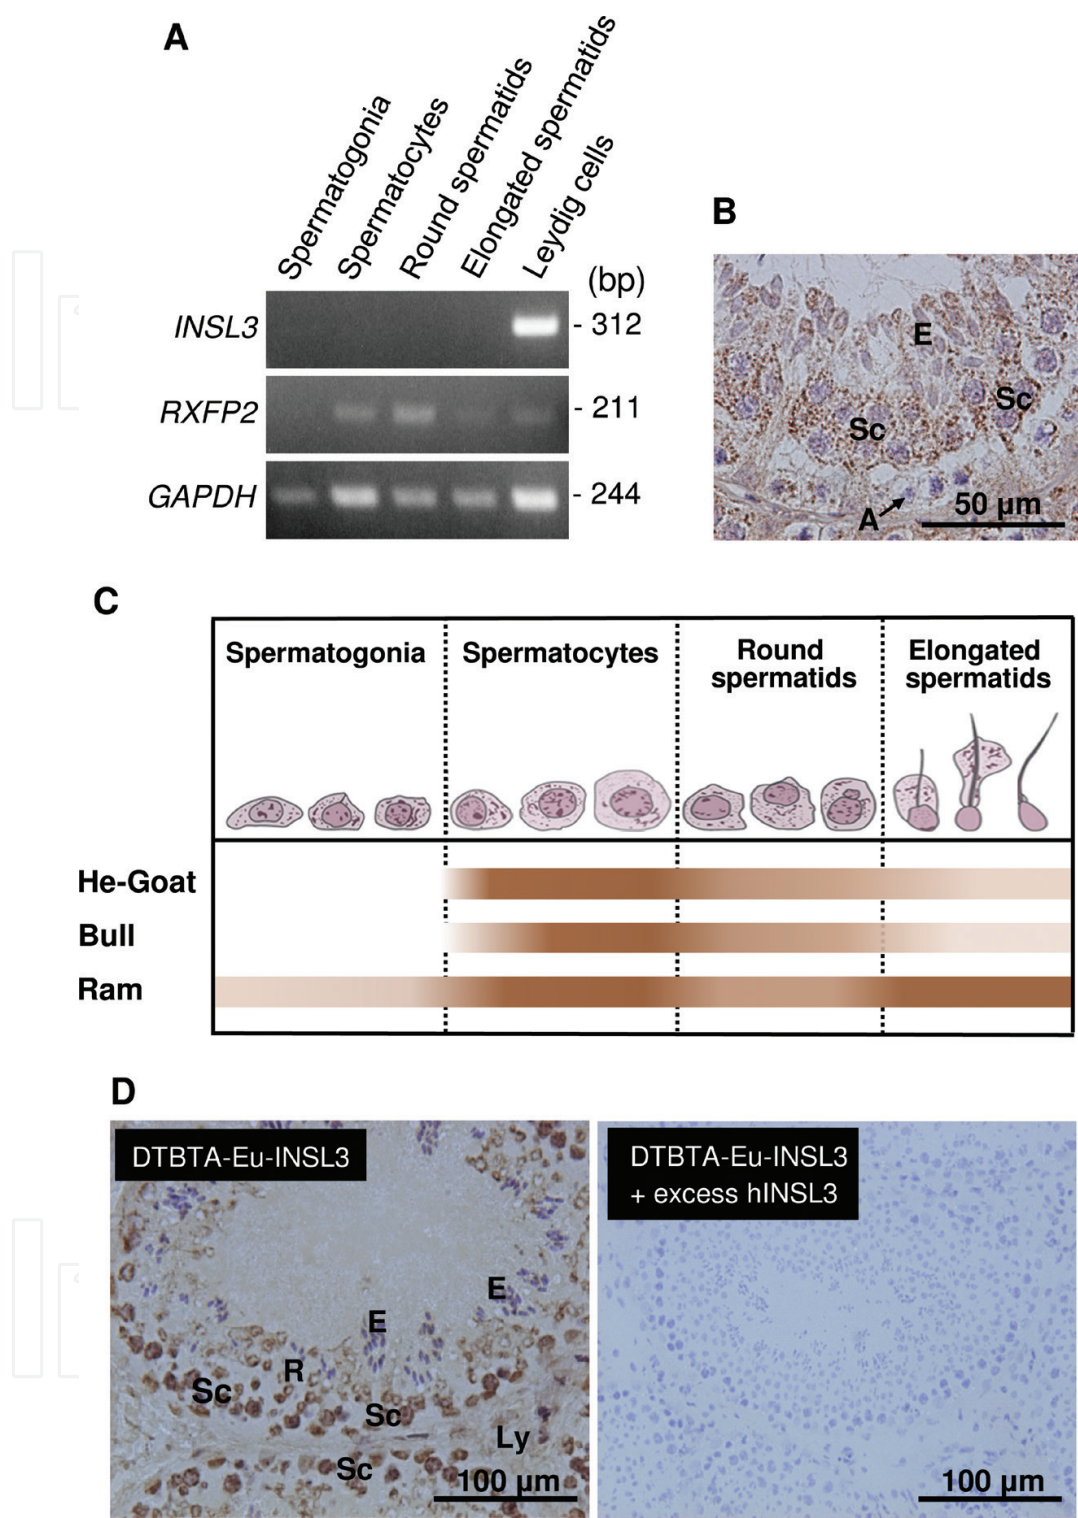 A
Spermatogonia
Spermatocytes
Round spermatids
Elongated spermatids
Leydig cells
(bp)
INSL3
- 312
RXFP2
- 211
GAPDH
- 244
B
E
Sc
Sc
A
50 µm
C
Spermatogonia
Spermatocytes
Round
spermatids
Elongated
spermatids
He-Goat
Bull
Ram
D
DTBTA-Eu-INSL3
E
E
R
Sc
Sc
Ly
Sc
100 µm
DTBTA-Eu-INSL3
+ excess hINSL3
100 µm